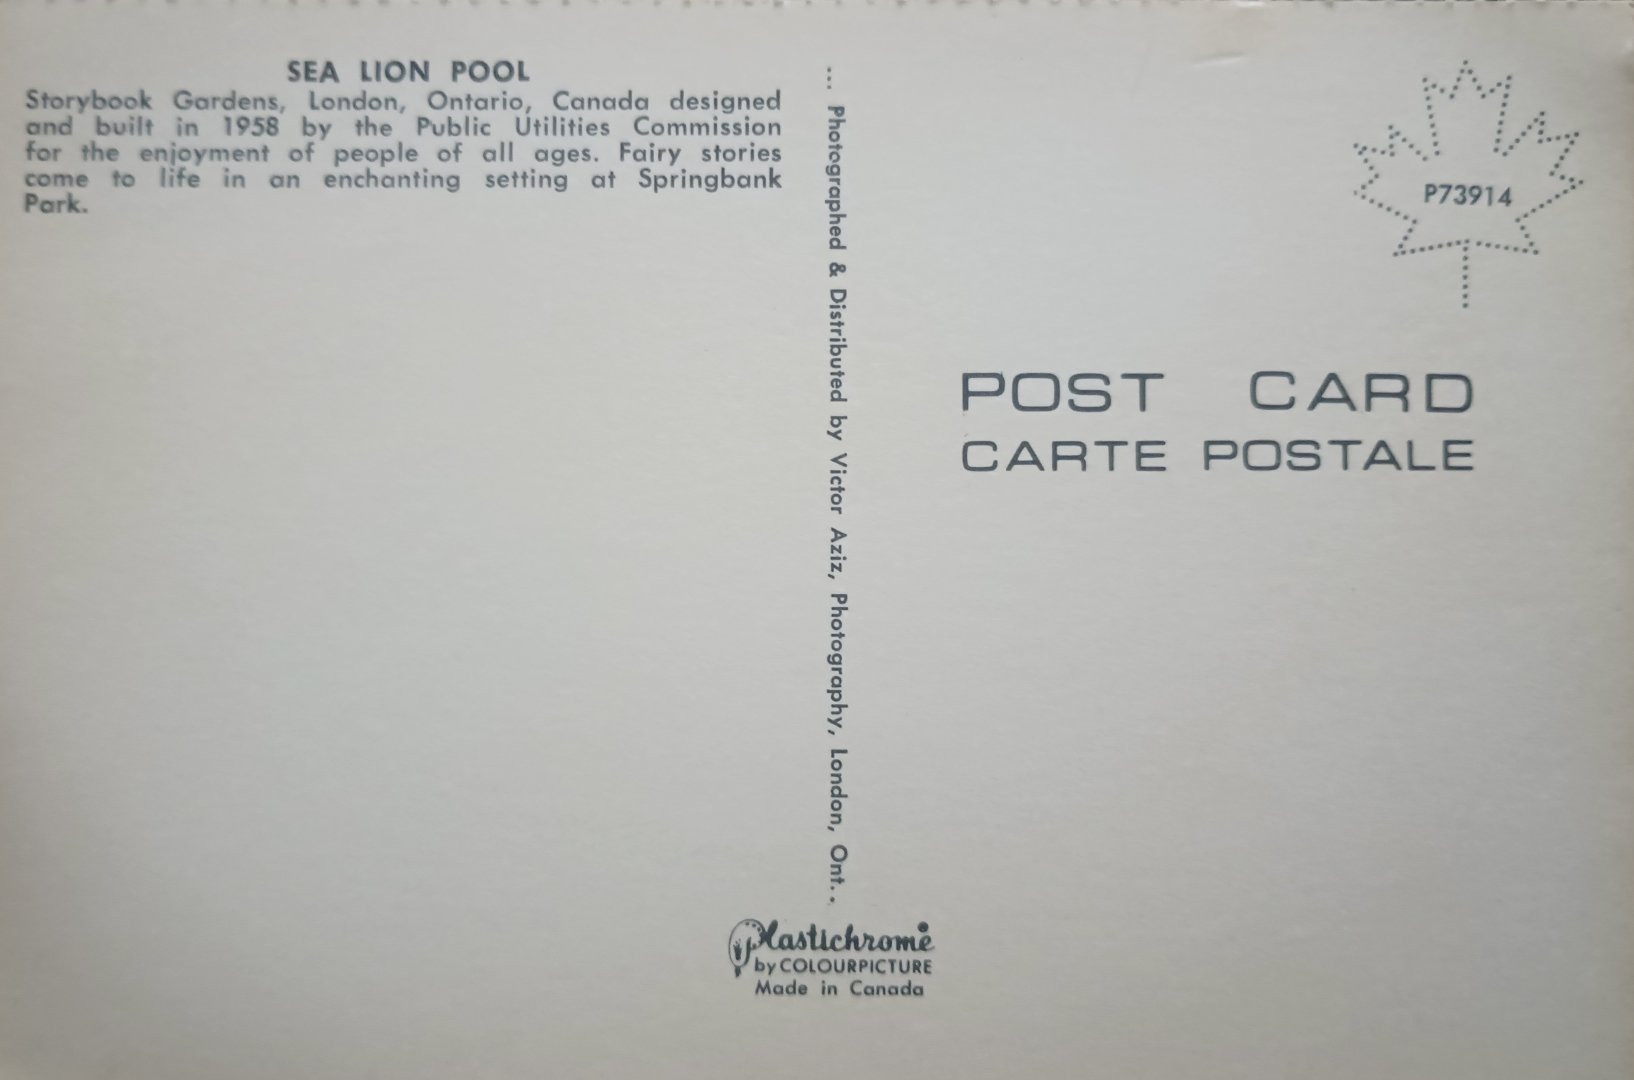 SEA LION POOL
Storybook Gardens, London, Ontario, Canada designed
and built in 1958 by the Public Utilities Commission
for the enjoyment of people of all ages. Fairy stories
come to life in an enchanting setting at Springbank
Park.
... Photographed & Distributed by Victor Aziz, Photography, London, Ont. .
Plastichrome
by COLOURPICTURE
Made in Canada
P73914
POST CARD
CARTE POSTALE